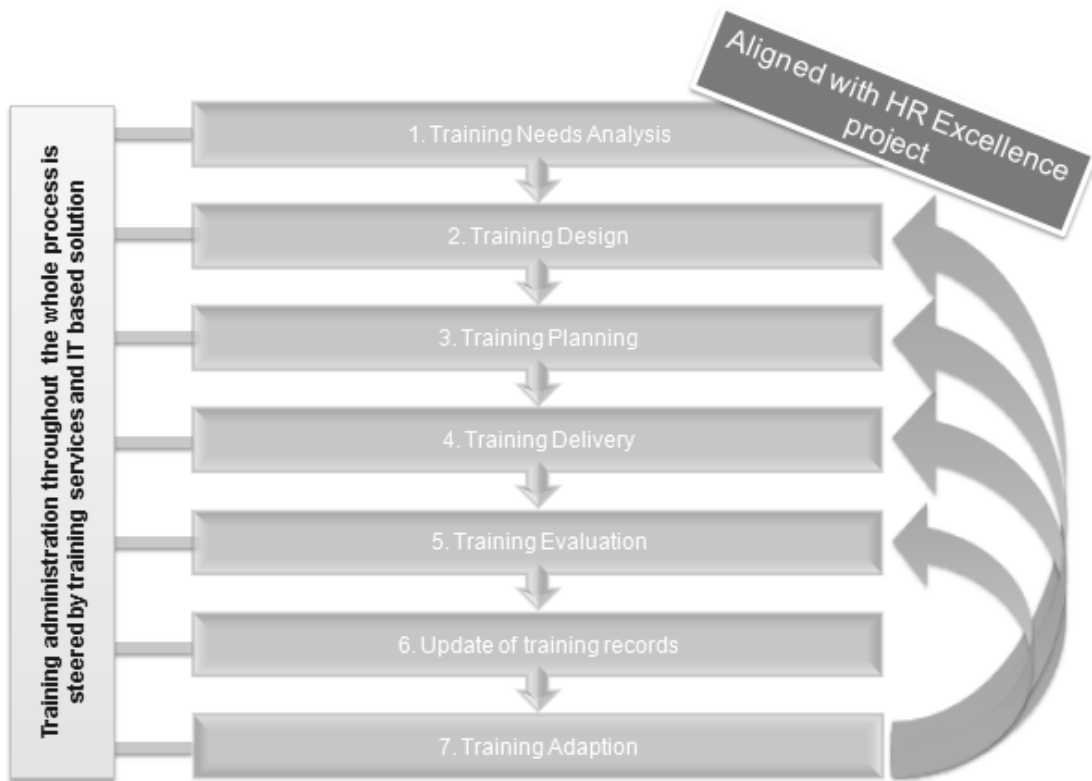 Aligned with HR Excellence
project
Training administration throughout the whole process is
steered by training services and IT based solution
1. Training Needs Analysis
2. Training Design
3. Training Planning
4. Training Delivery
5. Training Evaluation
6. Update of training records
7. Training Adaption